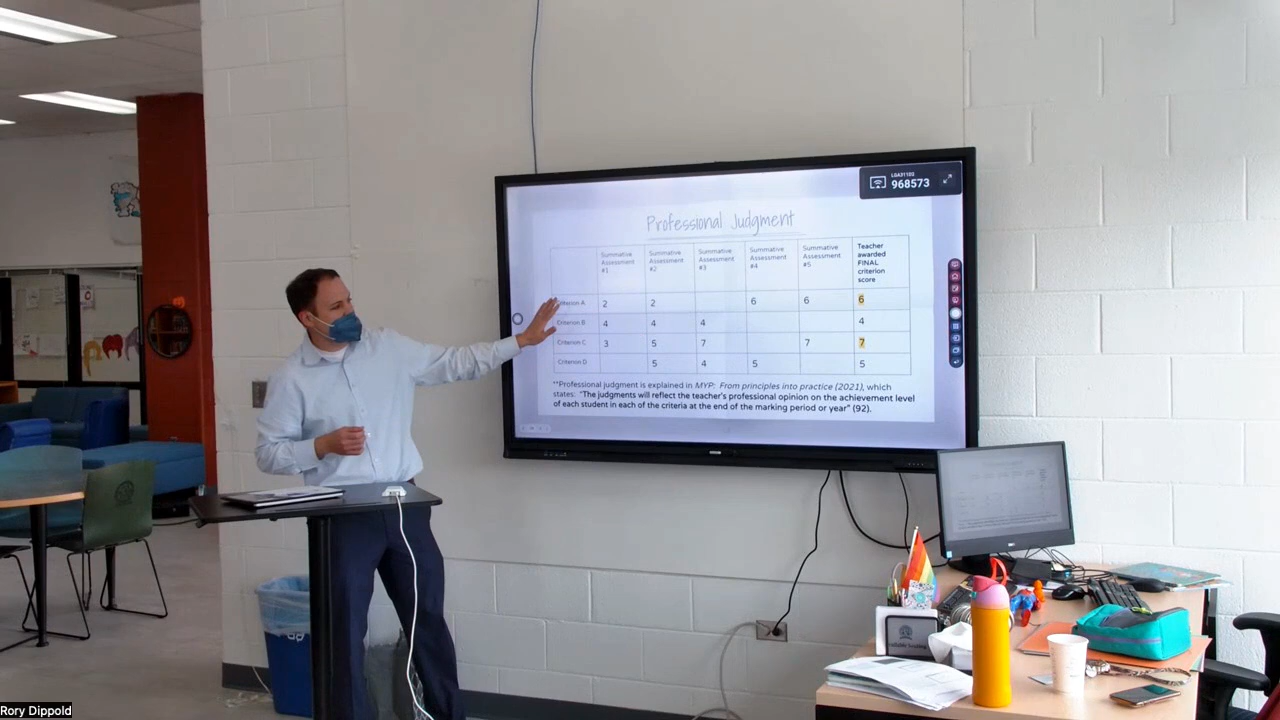 LGA311DS
968573
Professional Judgment
Summative Assessment #1 Summative Assessment #2 Summative Assessment #3 Summative Assessment #4 Summative Assessment #5 Teacher awarded FINAL criterion score
Criterion A 2 2 6 6 6
Criterion B 4 4 4 4
Criterion C 3 5 7 7 7
Criterion D 5 4 5 5
**Professional judgment is explained in MYP: From principles into practice (2021), which
states: "The judgments will reflect the teacher's professional opinion on the achievement level
of each student in each of the criteria at the end of the marking period or year" (92).
Rory Dippold